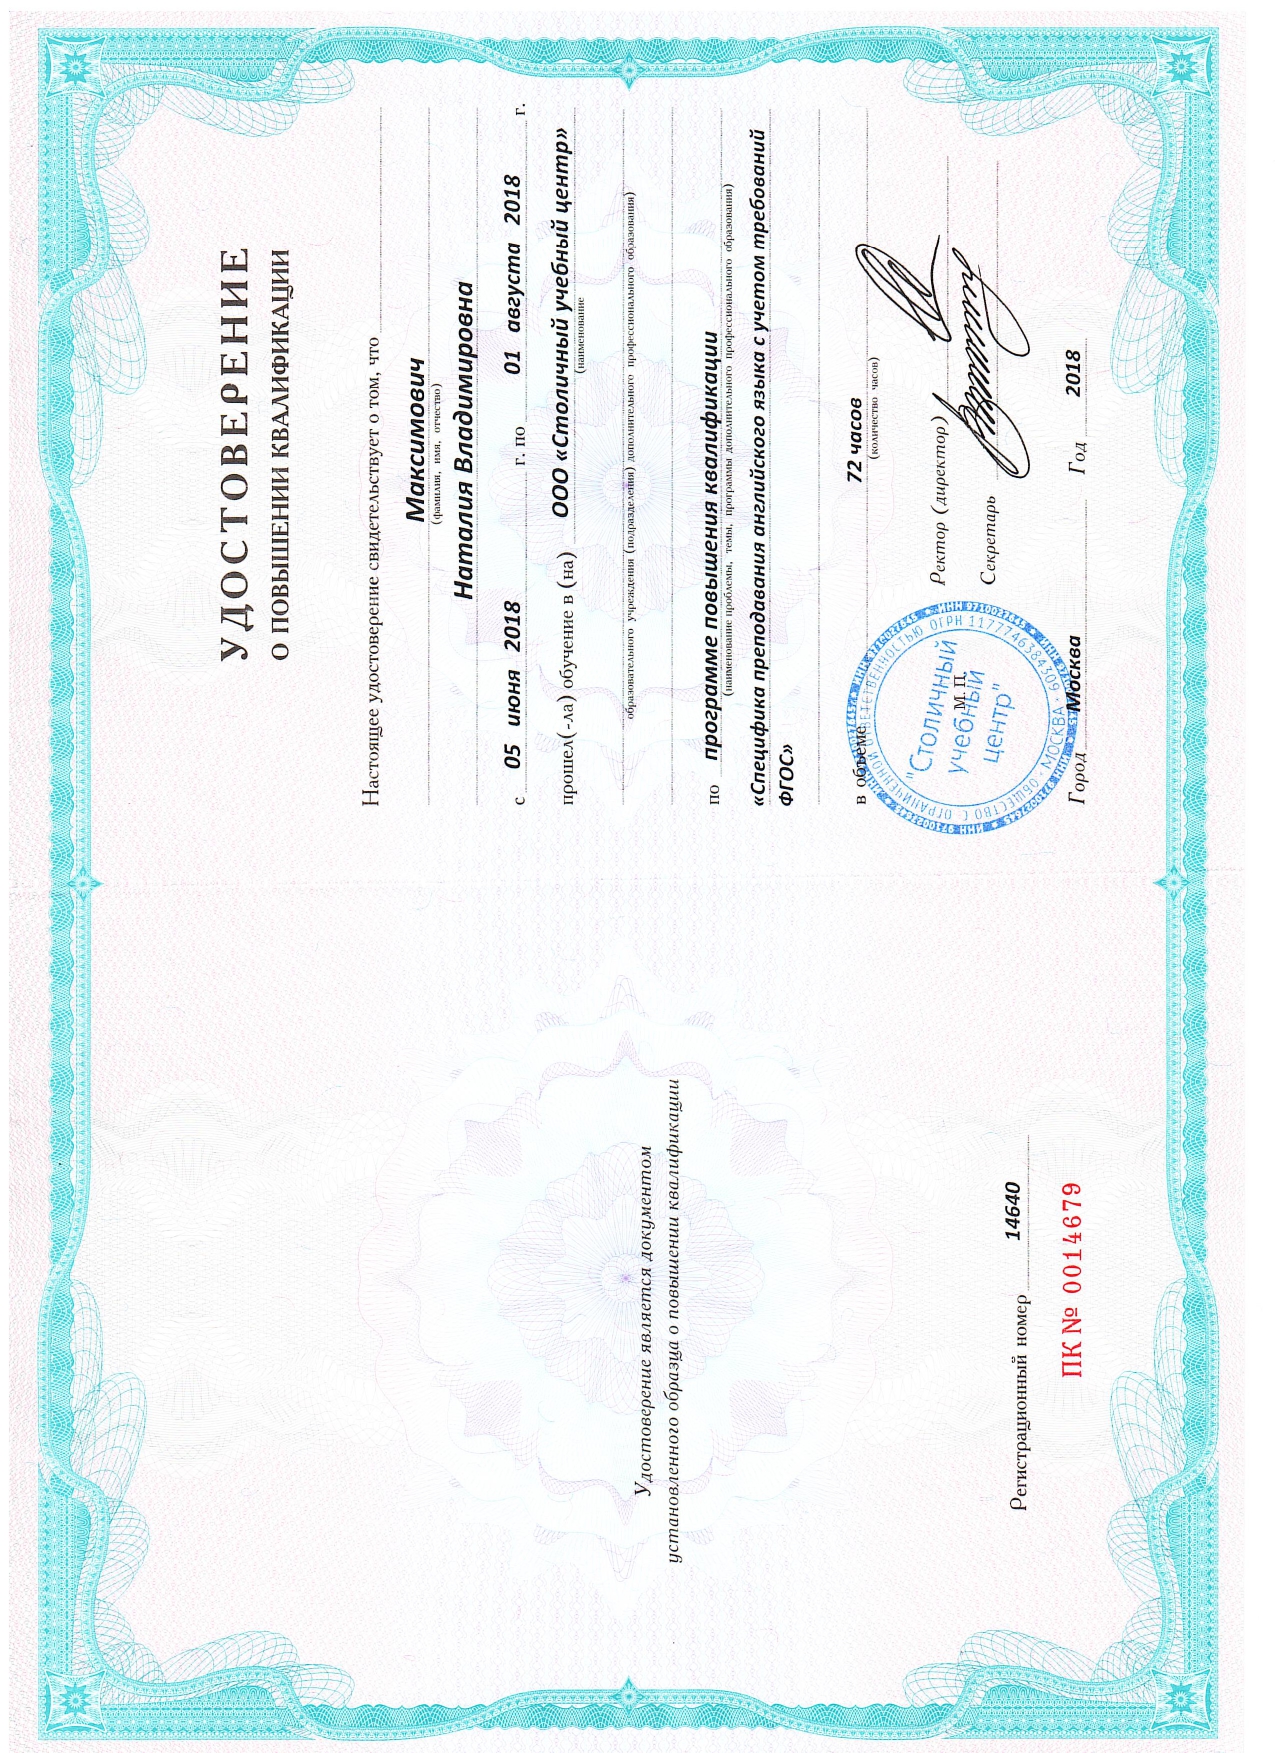 Удостоверение является документом
установленного образца о повышении квалификации
Регистрационный номер 14640
ПК № 0014679
УДОСТОВЕРЕНИЕ
О ПОВЫШЕНИИ КВАЛИФИКАЦИИ
Настоящее удостоверение свидетельствует о том, что
Максимович
(фамилия, имя, отчество)
Наталия Владимировна
с 05 июня 2018 г. по 01 августа 2018 г.
прошел(-ла) обучение в (на) ООО «Столичный учебный центр»
(наименование
образовательного учреждения (подразделения) дополнительного профессионального образования)
по программе повышения квалификации
(наименование проблемы, темы, программы дополнительного профессионального образования)
«Специфика преподавания английского языка с учетом требований
ФГОС»
в объеме 72 часов
(количество часов)
Ректор (директор)
М.П.
Секретарь
Город Москва Год 2018
"Столичный
учебный
центр"
ОБЩЕСТВО С ОГРАНИЧЕННОЙ ОТВЕТСТВЕННОСТЬЮ ОГРН 1177746384309 · МОСКВА ·
ИНН 9710027645